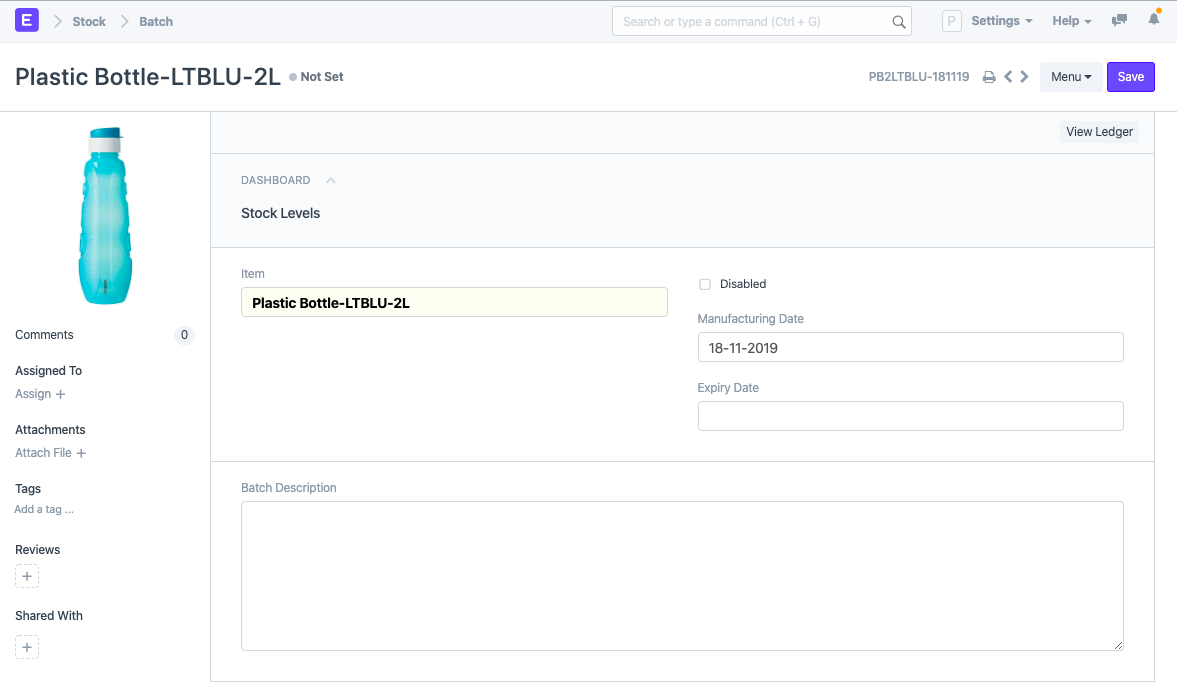 E Stock Batch Search or type a command (Ctrl + G) P Settings Help
Plastic Bottle-LTBLU-2L Not Set PB2LTBLU-181119 Menu Save
View Ledger
DASHBOARD
Stock Levels
Item
Plastic Bottle-LTBLU-2L
Disabled
Manufacturing Date
18-11-2019
Expiry Date
Comments 0
Assigned To
Assign +
Attachments
Attach File +
Tags
Add a tag ...
Reviews
+
Shared With
+
Batch Description